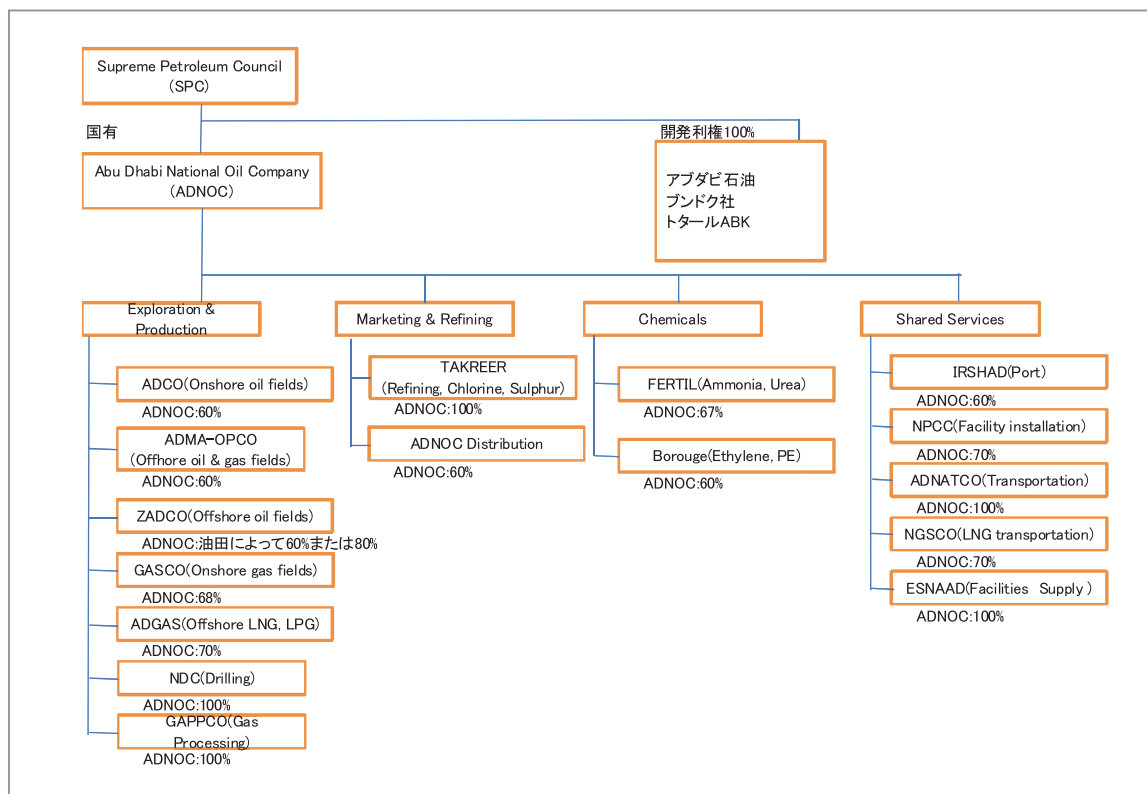 Supreme Petroleum Council
(SPC)
国有
開発利権100%
Abu Dhabi National Oil Company
(ADNOC)
アブダビ石油
ブンドク社
トタールABK
Exploration &
Production
ADCO(Onshore oil fields)
ADNOC:60%
ADMA-OPCO
(Offhore oil & gas fields)
ADNOC:60%
ZADCO(Offshore oil fields)
ADNOC:油田によって60%または80%
GASCO(Onshore gas fields)
ADNOC:68%
ADGAS(Offshore LNG, LPG)
ADNOC:70%
NDC(Drilling)
ADNOC:100%
GAPPCO(Gas
Processing)
ADNOC:100%
Marketing & Refining
TAKREER
(Refining, Chlorine, Sulphur)
ADNOC:100%
ADNOC Distribution
ADNOC:60%
Chemicals
FERTIL(Ammonia, Urea)
ADNOC:67%
Borouge(Ethylene, PE)
ADNOC:60%
Shared Services
IRSHAD(Port)
ADNOC:60%
NPCC(Facility installation)
ADNOC:70%
ADNATCO(Transportation)
ADNOC:100%
NGSCO(LNG transportation)
ADNOC:70%
ESNAAD(Facilities Supply)
ADNOC:100%